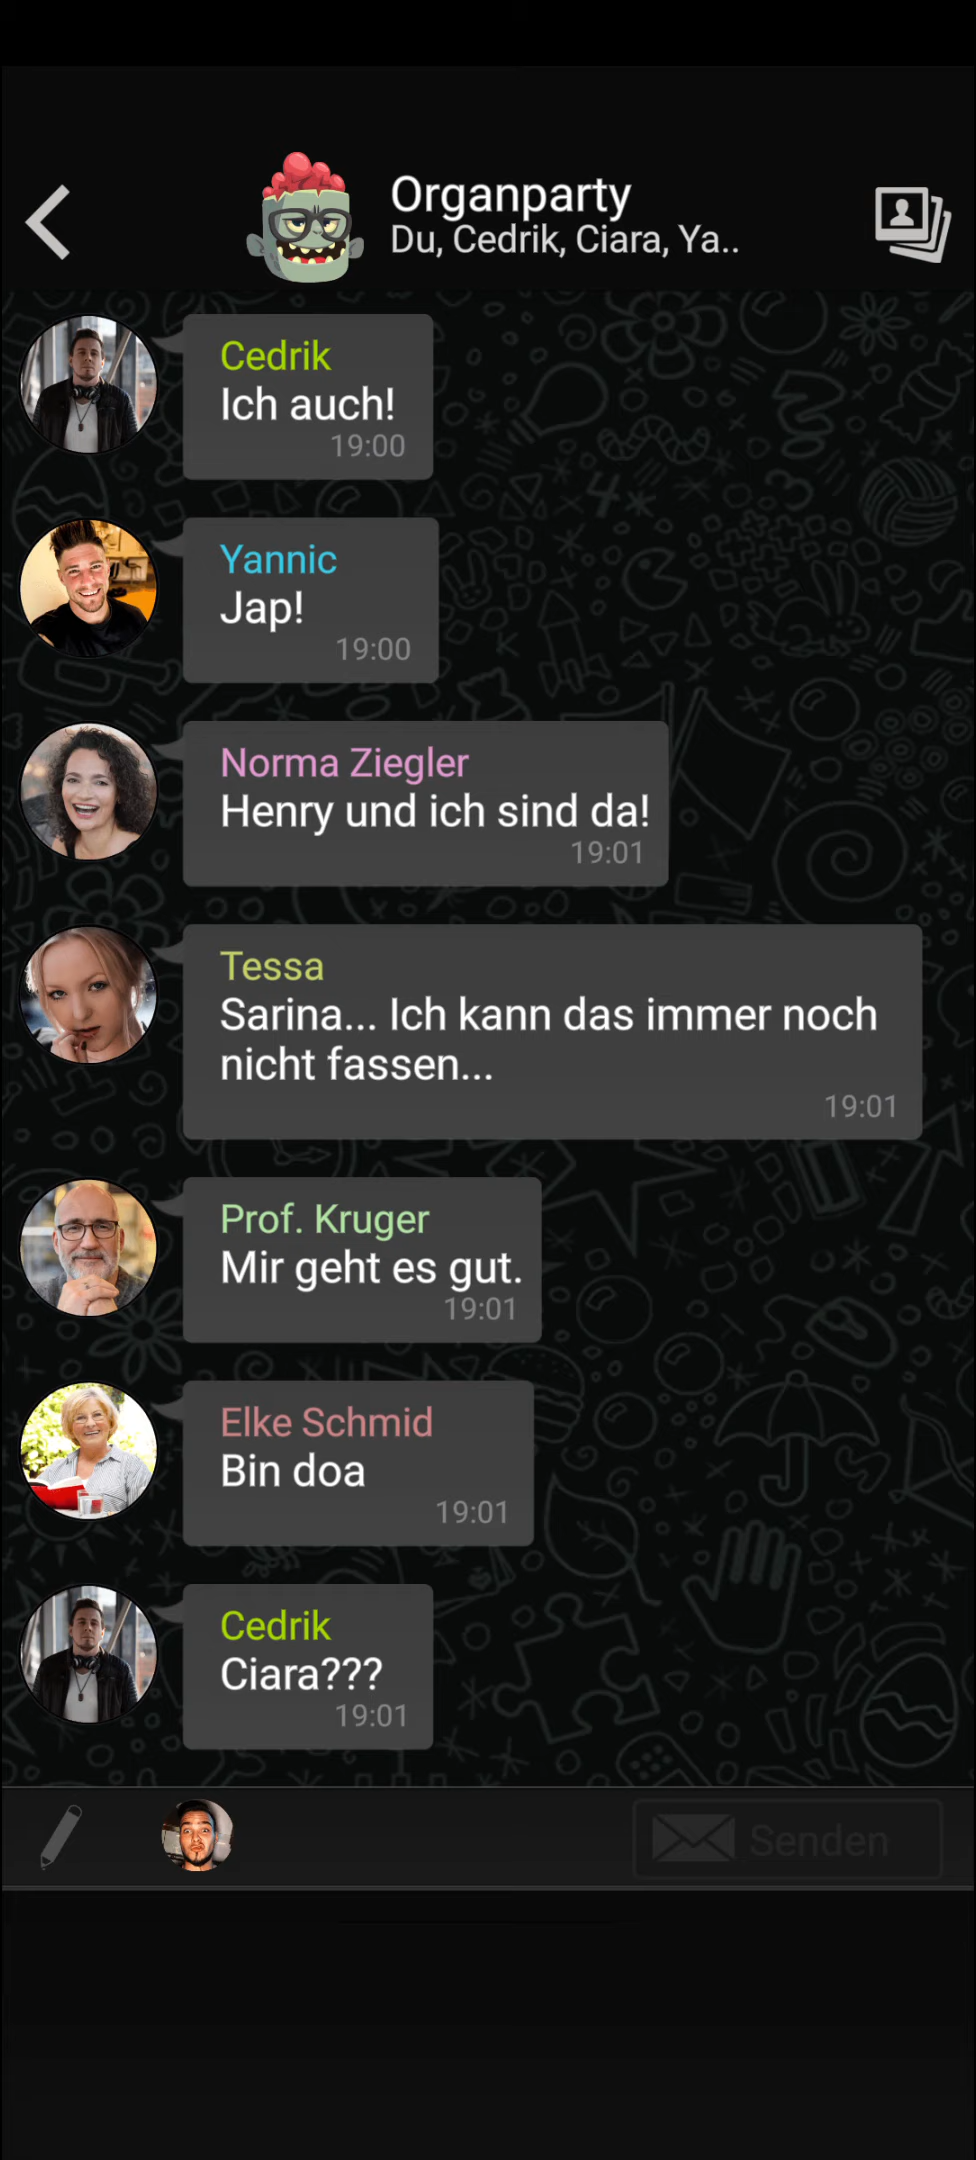 Organparty
Du, Cedrik, Ciara, Ya..
Cedrik
Ich auch!
19:00
Yannic
Jap!
19:00
Norma Ziegler
Henry und ich sind da!
19:01
Tessa
Sarina... Ich kann das immer noch
nicht fassen...
19:01
Prof. Kruger
Mir geht es gut.
19:01
Elke Schmid
Bin doa
19:01
Cedrik
Ciara???
19:01
Senden